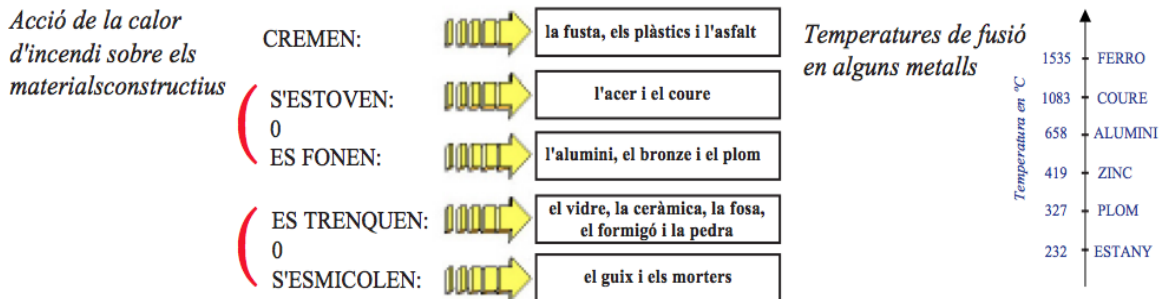 Acció de la calor
d'incendi sobre els
materialsconstructius
CREMEN:
la fusta, els plàstics i l'asfalt
S'ESTOVEN:
l'acer i el coure
0
ES FONEN:
l'alumini, el bronze i el plom
ES TRENQUEN:
el vidre, la ceràmica, la fosa,
el formigó i la pedra
0
S'ESMICOLEN:
el guix i els morters
Temperatures de fusió
en alguns metalls
Temperatura en ºC
1535 FERRO
1083 COURE
658 ALUMINI
419 ZINC
327 PLOM
232 ESTANY